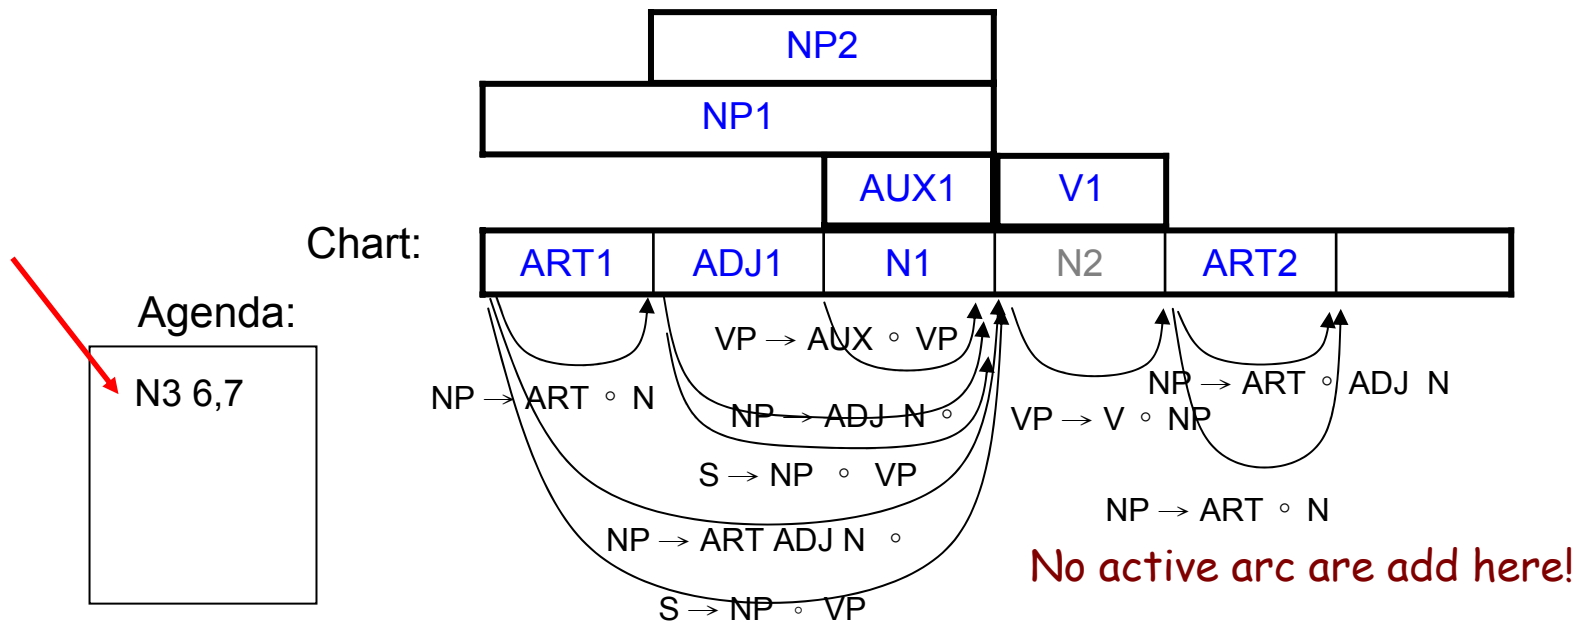 NP2
NP1
AUX1 V1
Chart: ART1 ADJ1 N1 N2 ART2
Agenda:
N3 6,7
VP → AUX ◦ VP
NP → ART ◦ N
NP → ART ◦ ADJ N
NP → ADJ N ◦
VP → V ◦ NP
S → NP ◦ VP
NP → ART ◦ N
NP → ART ADJ N ◦
No active arc are add here!
S → NP ◦ VP